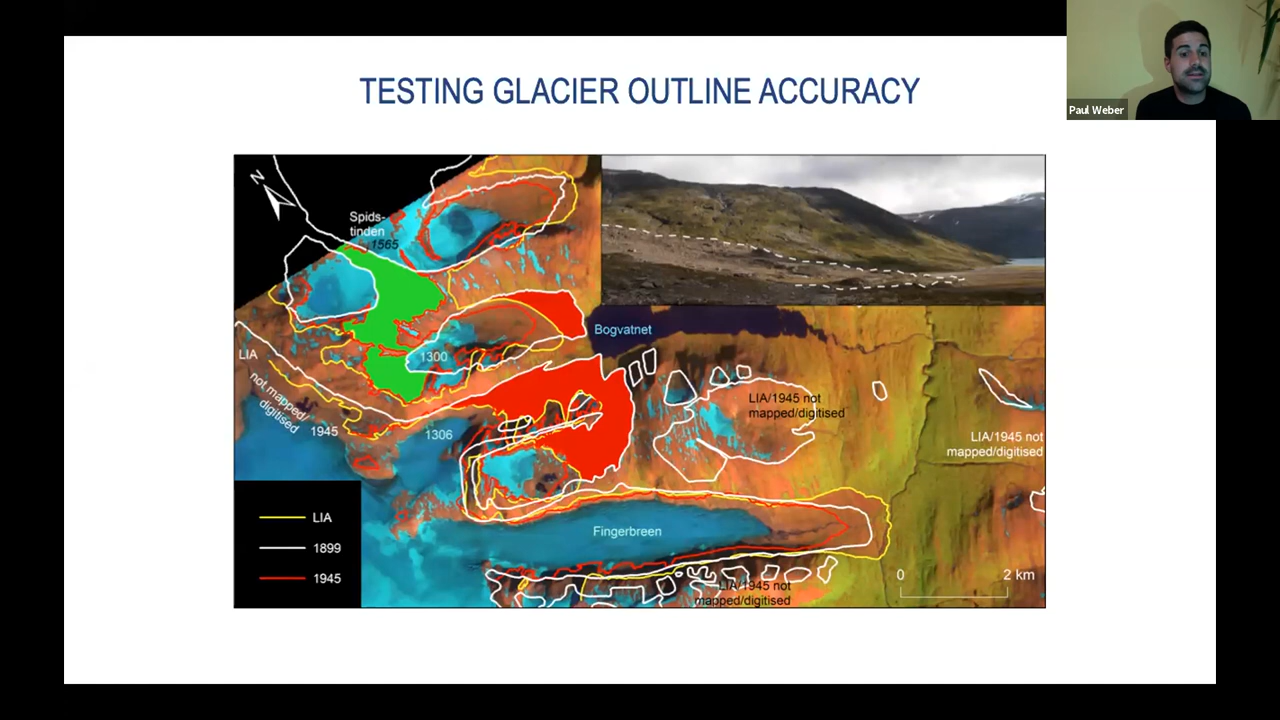 TESTING GLACIER OUTLINE ACCURACY
Paul Weber
N
Spids-
tinden
1565
Bogvatnet
LIA
1300
not mapped/
digitised
1945
1306
LIA/1945 not
mapped/digitised
LIA/1945 not
mapped/digitised
Fingerbreen
LIA
1899
1945
LIA/1945 not
mapped/digitised
0
2 km